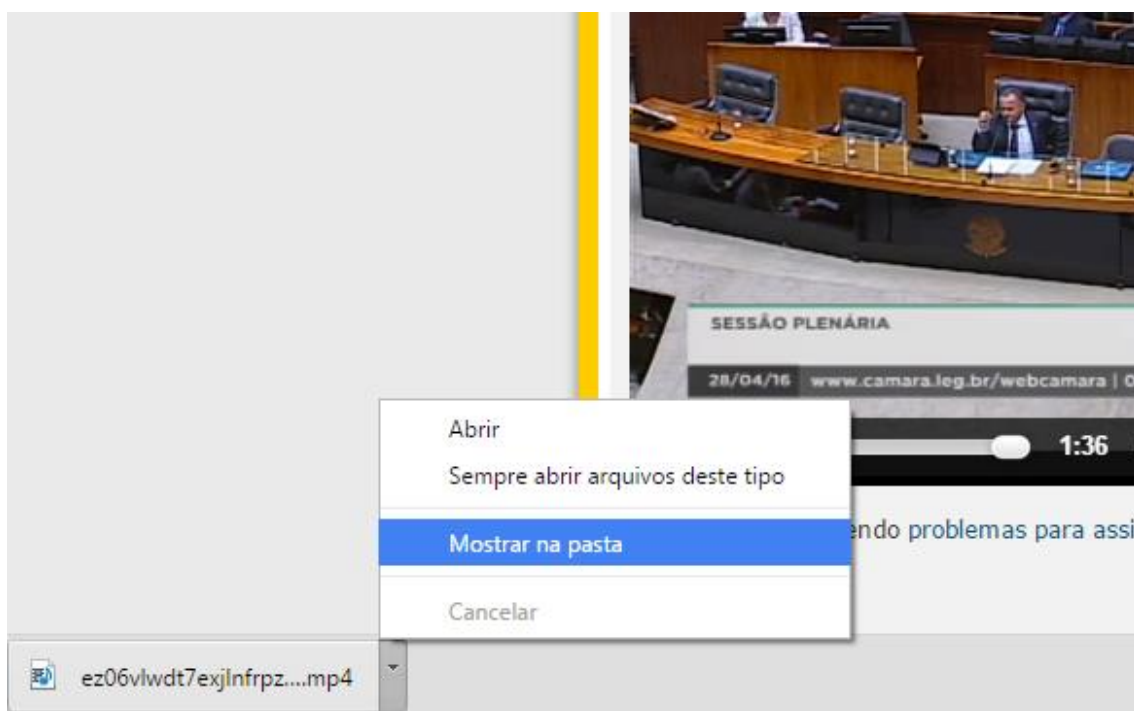 SESSÃO PLENÁRIA
28/04/16 www.camara.leg.br/webcamara | 0
Abrir
1:36
Sempre abrir arquivos deste tipo
Mostrar na pasta
endo problemas para assi
Cancelar
ez06vlwdt7exjlnfrpz....mp4